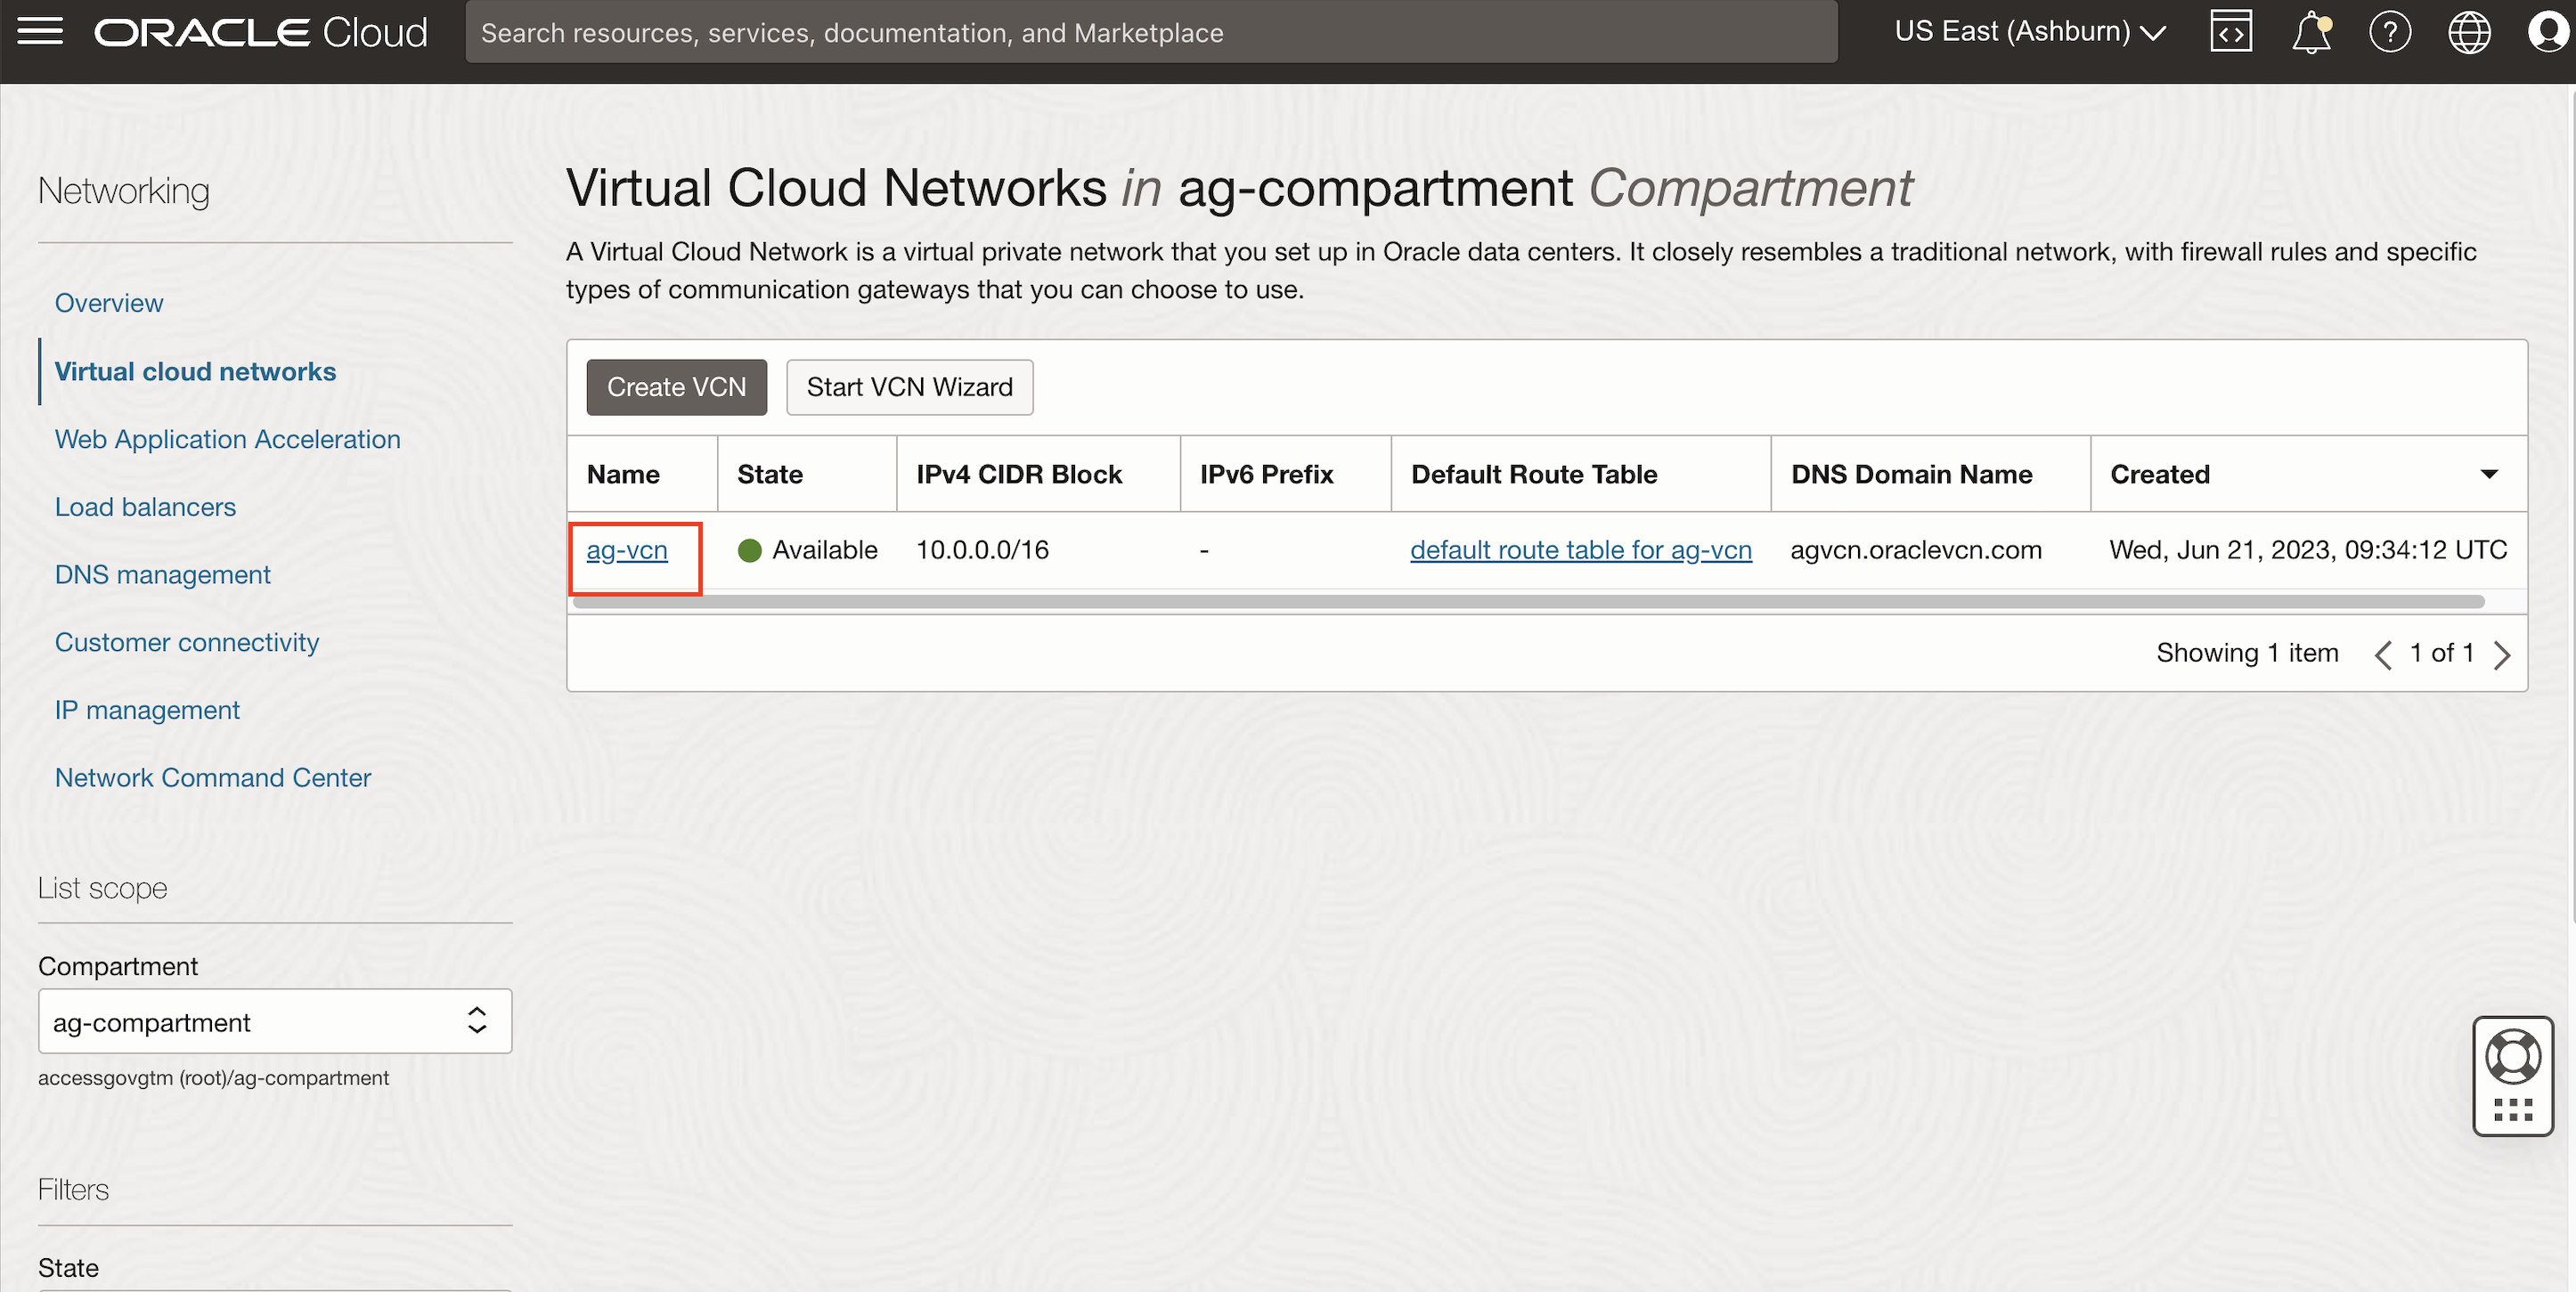 ORACLE Cloud
Search resources, services, documentation, and Marketplace
US East (Ashburn)
Networking
Overview
Virtual cloud networks
Web Application Acceleration
Load balancers
DNS management
Customer connectivity
IP management
Network Command Center
List scope
Compartment
ag-compartment
accessgovgtm (root)/ag-compartment
Filters
State
Virtual Cloud Networks in ag-compartment Compartment
A Virtual Cloud Network is a virtual private network that you set up in Oracle data centers. It closely resembles a traditional network, with firewall rules and specific
types of communication gateways that you can choose to use.
Create VCN Start VCN Wizard
Name State IPv4 CIDR Block IPv6 Prefix Default Route Table DNS Domain Name Created
ag-vcn Available 10.0.0.0/16 - default route table for ag-vcn agvcn.oraclevcn.com Wed, Jun 21, 2023, 09:34:12 UTC
Showing 1 item 1 of 1